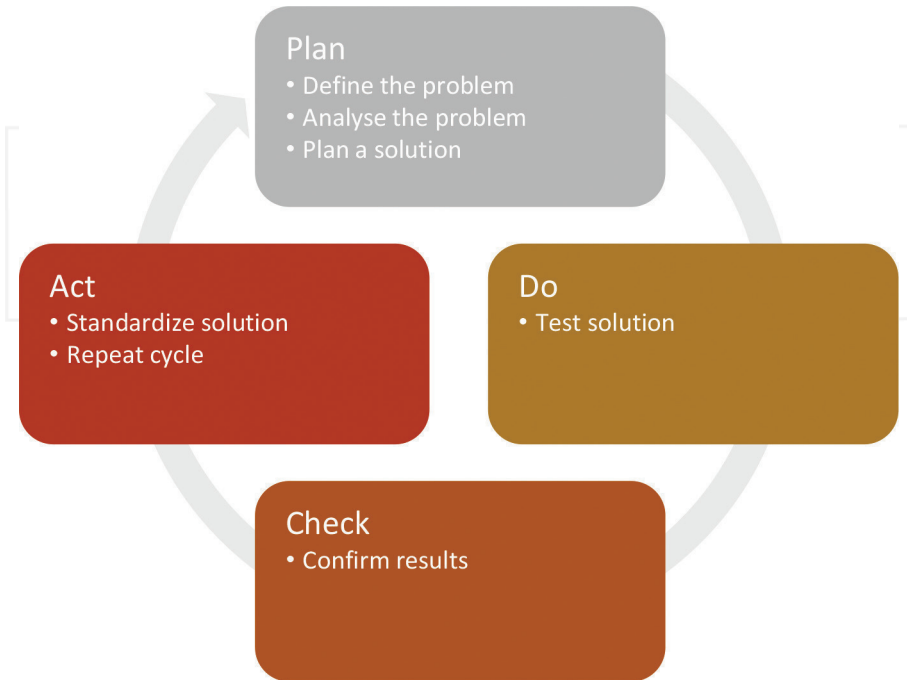 Plan
• Define the problem
• Analyse the problem
• Plan a solution
Do
• Test solution
Check
• Confirm results
Act
• Standardize solution
• Repeat cycle